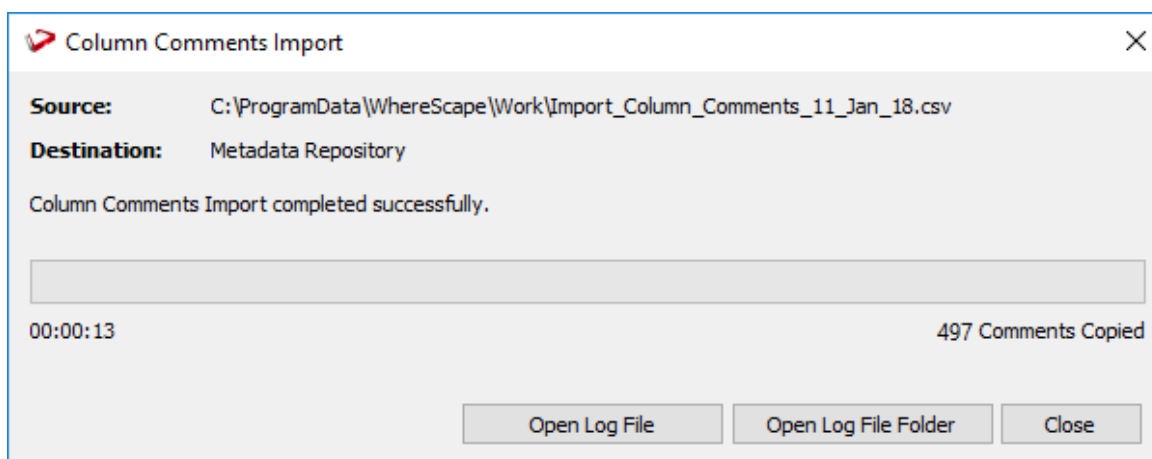 Column Comments Import
Source: C:\ProgramData\WhereScape\Work\Import_Column_Comments_11_Jan_18.csv
Destination: Metadata Repository
Column Comments Import completed successfully.
00:00:13 497 Comments Copied
Open Log File Open Log File Folder Close